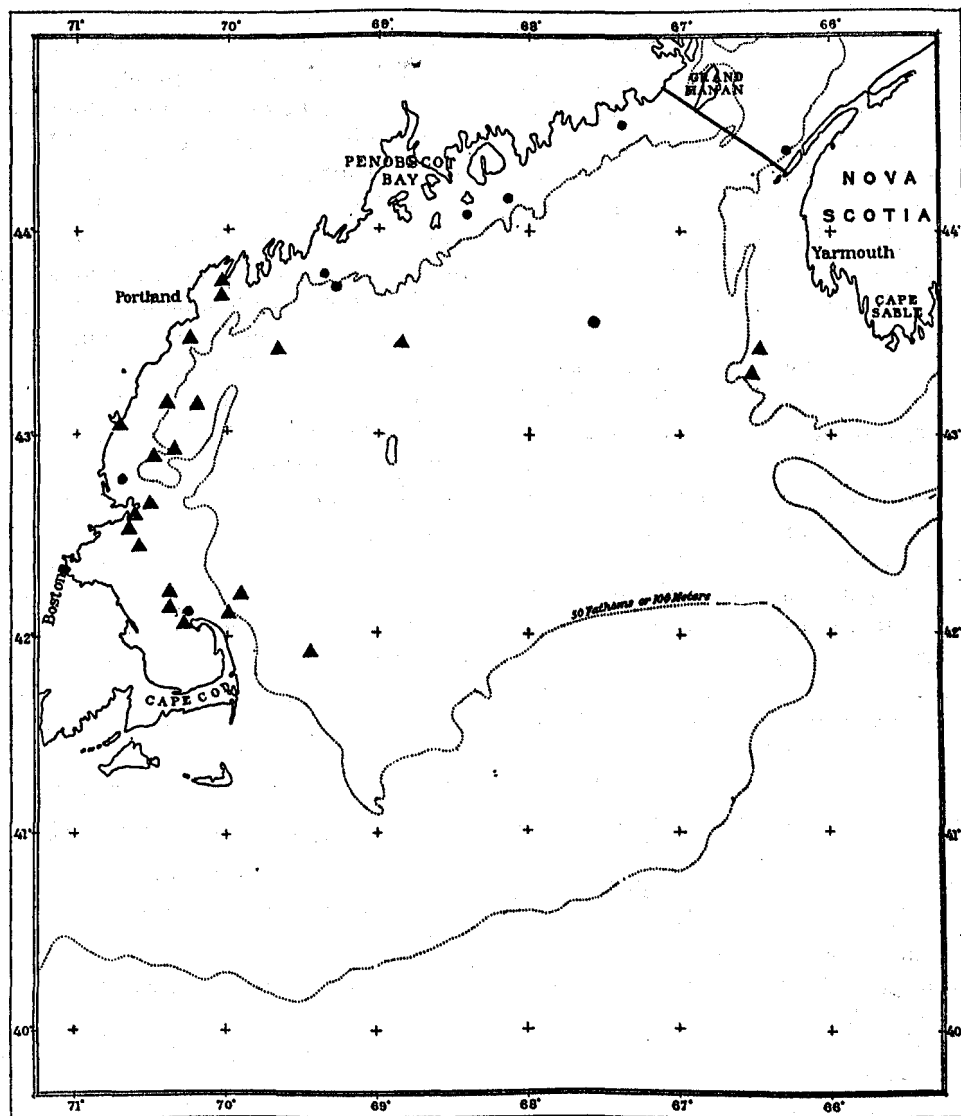 71° 70° 69° 68° 67° 66°
GRAND
MANAN
PENOBSCOT
BAY
NOVA
SCOTIA
44° 44°
Yarmouth
Portland
CAPE
SABLE
43° 43°
Boston
50 Fathoms or 100 Meters
42° 42°
CAPE COD
41° 41°
40° 40
71° 70° 69° 68° 67° 66°